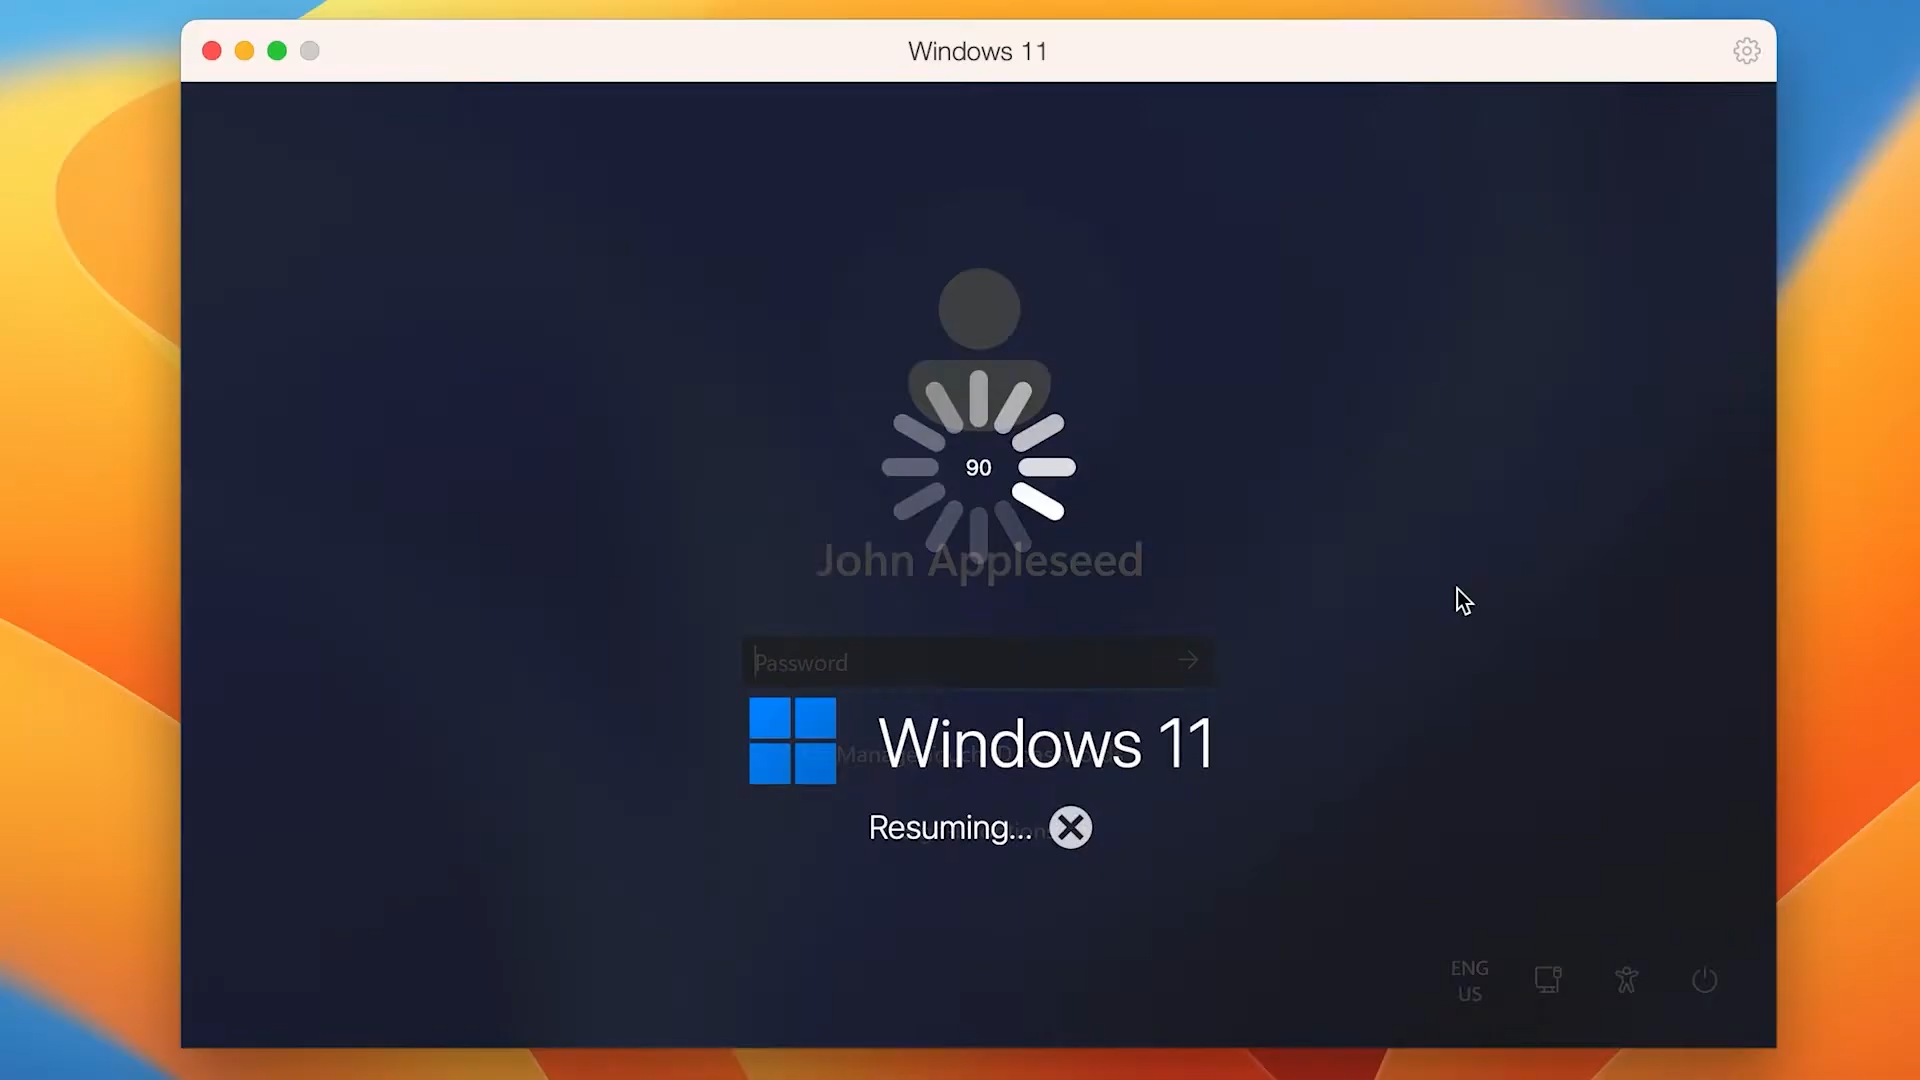 Windows 11
90
John Appleseed
Password
Windows 11
Resuming...
ENG
US